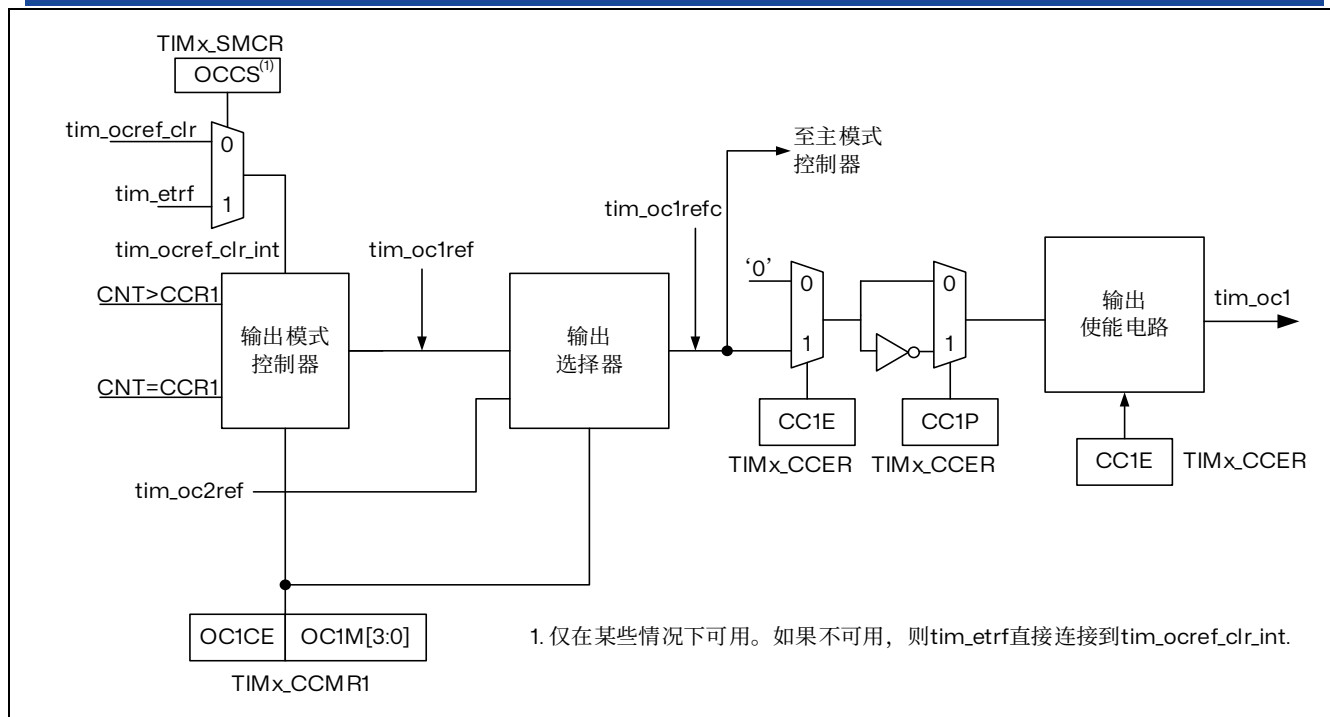 TIMx_SMCR
OCCS(1)
tim_ocref_clr
0
tim_etrf
1
tim_ocref_clr_int
CNT>CCR1
CNT=CCR1
输出模式
控制器
tim_oc1ref
tim_oc2ref
输出
选择器
tim_oc1refc
至主模式
控制器
‘0’
0
1
CC1E
TIMx_CCER
0
1
CC1P
TIMx_CCER
输出
使能电路
tim_oc1
CC1E
TIMx_CCER
OC1CE
OC1M[3:0]
TIMx_CCMR1
1. 仅在某些情况下可用。如果不可用，则tim_etrf直接连接到tim_ocref_clr_int.